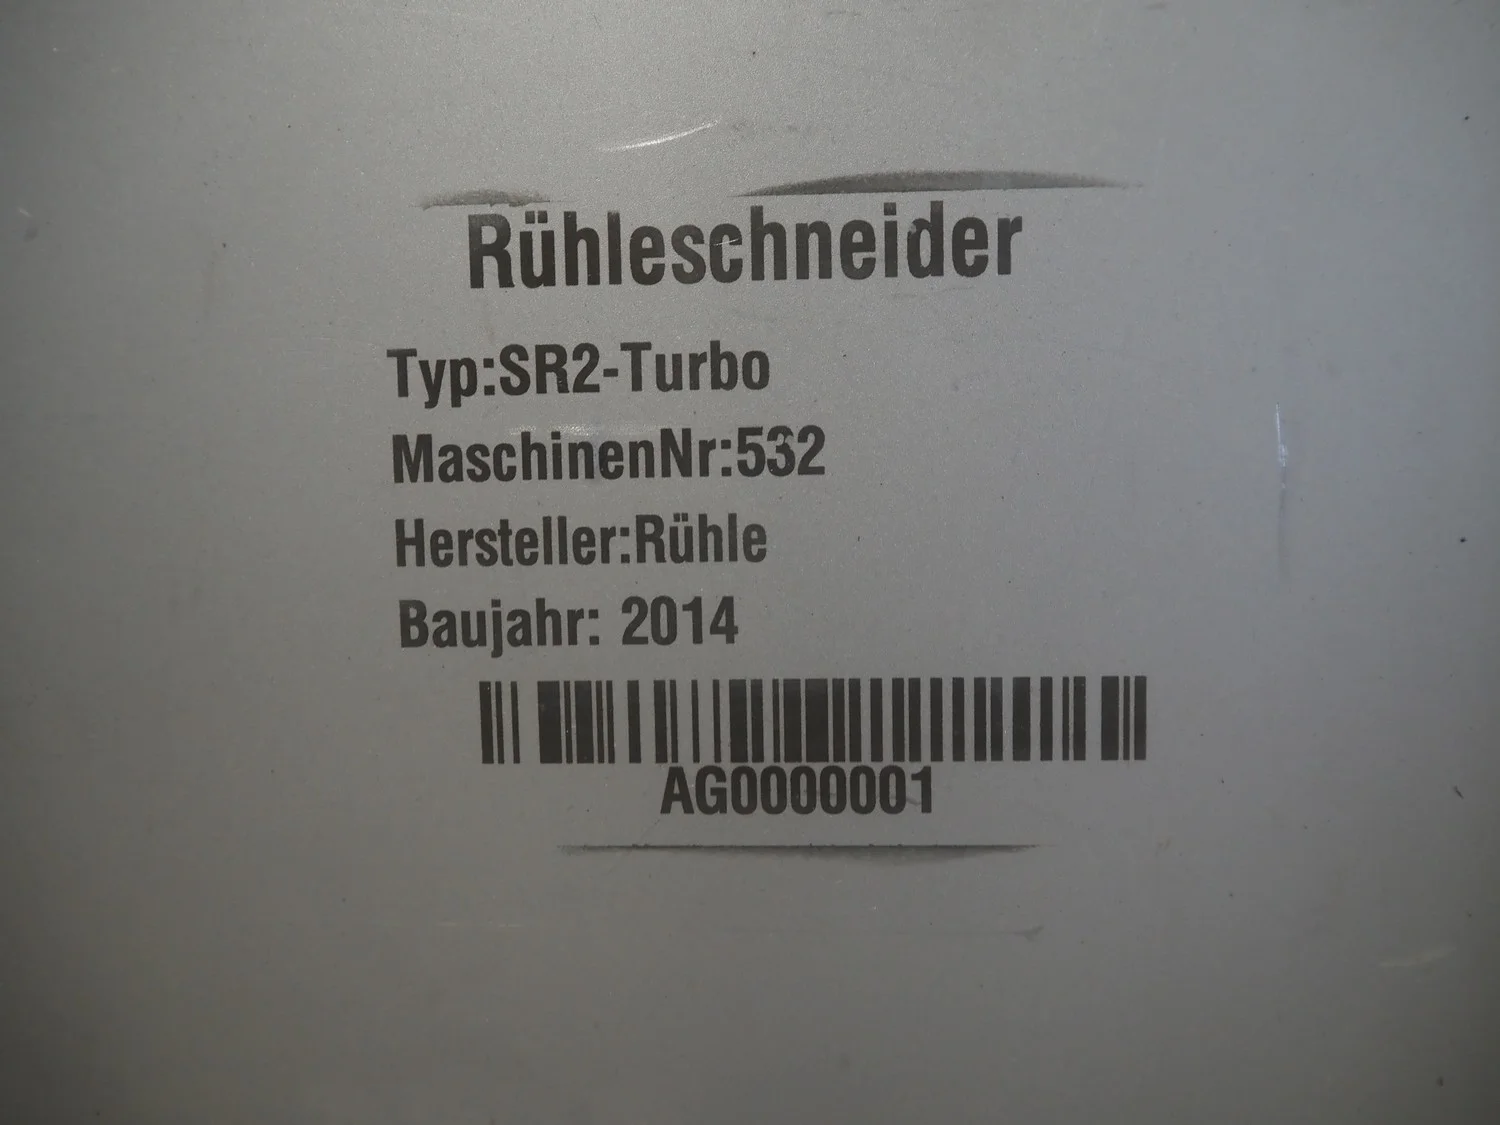 Rühleschneider
Typ:SR2-Turbo
MaschinenNr:532
Hersteller:Rühle
Baujahr: 2014
AG0000001